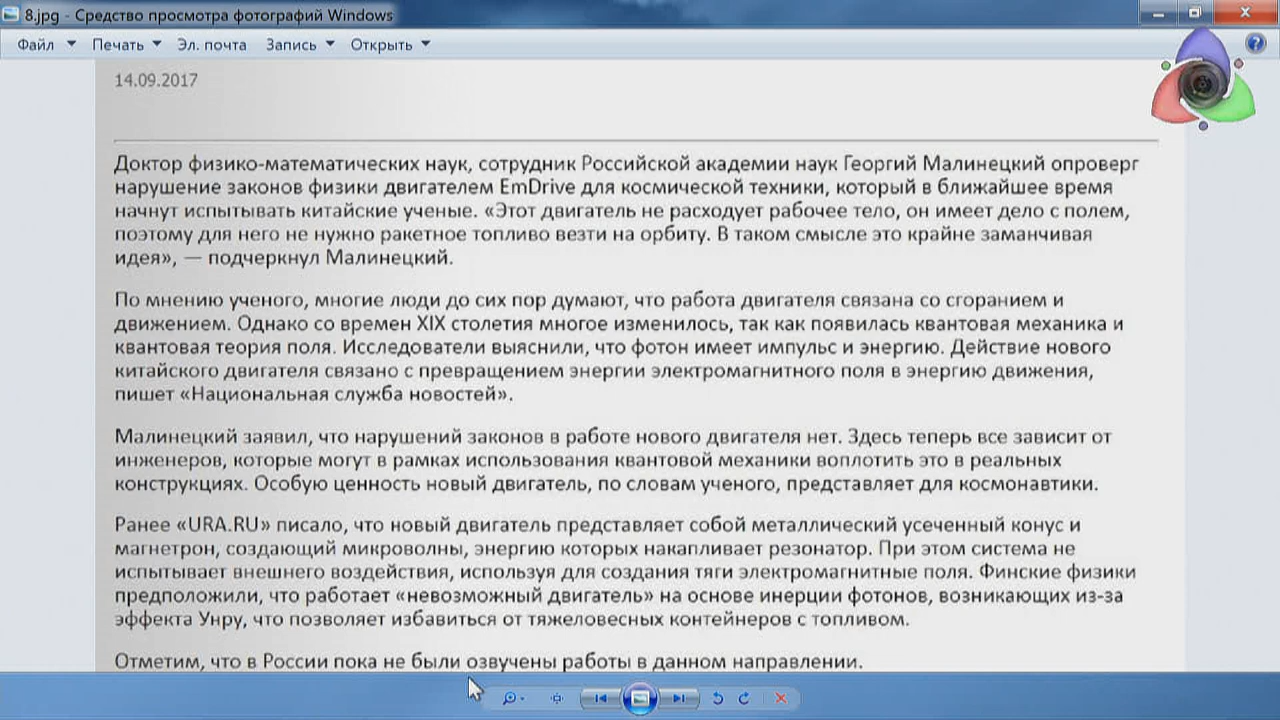 8.jpg - Средство просмотра фотографий Windows
Файл Печать Эл. почта Запись Открыть
14.09.2017
Доктор физико-математических наук, сотрудник Российской академии наук Георгий Малинецкий опроверг
нарушение законов физики двигателем EmDrive для космической техники, который в ближайшее время
начнут испытывать китайские ученые. «Этот двигатель не расходует рабочее тело, он имеет дело с полем,
поэтому для него не нужно ракетное топливо везти на орбиту. В таком смысле это крайне заманчивая
идея», — подчеркнул Малинецкий.
По мнению ученого, многие люди до сих пор думают, что работа двигателя связана со сгоранием и
движением. Однако со времен XIX столетия многое изменилось, так как появилась квантовая механика и
квантовая теория поля. Исследователи выяснили, что фотон имеет импульс и энергию. Действие нового
китайского двигателя связано с превращением энергии электромагнитного поля в энергию движения,
пишет «Национальная служба новостей».
Малинецкий заявил, что нарушений законов в работе нового двигателя нет. Здесь теперь все зависит от
инженеров, которые могут в рамках использования квантовой механики воплотить это в реальных
конструкциях. Особую ценность новый двигатель, по словам ученого, представляет для космонавтики.
Ранее «URA.RU» писало, что новый двигатель представляет собой металлический усеченный конус и
магнетрон, создающий микроволны, энергию которых накапливает резонатор. При этом система не
испытывает внешнего воздействия, используя для создания тяги электромагнитные поля. Финские физики
предположили, что работает «невозможный двигатель» на основе инерции фотонов, возникающих из-за
эффекта Унру, что позволяет избавиться от тяжеловесных контейнеров с топливом.
Отметим, что в России пока не были озвучены работы в данном направлении.